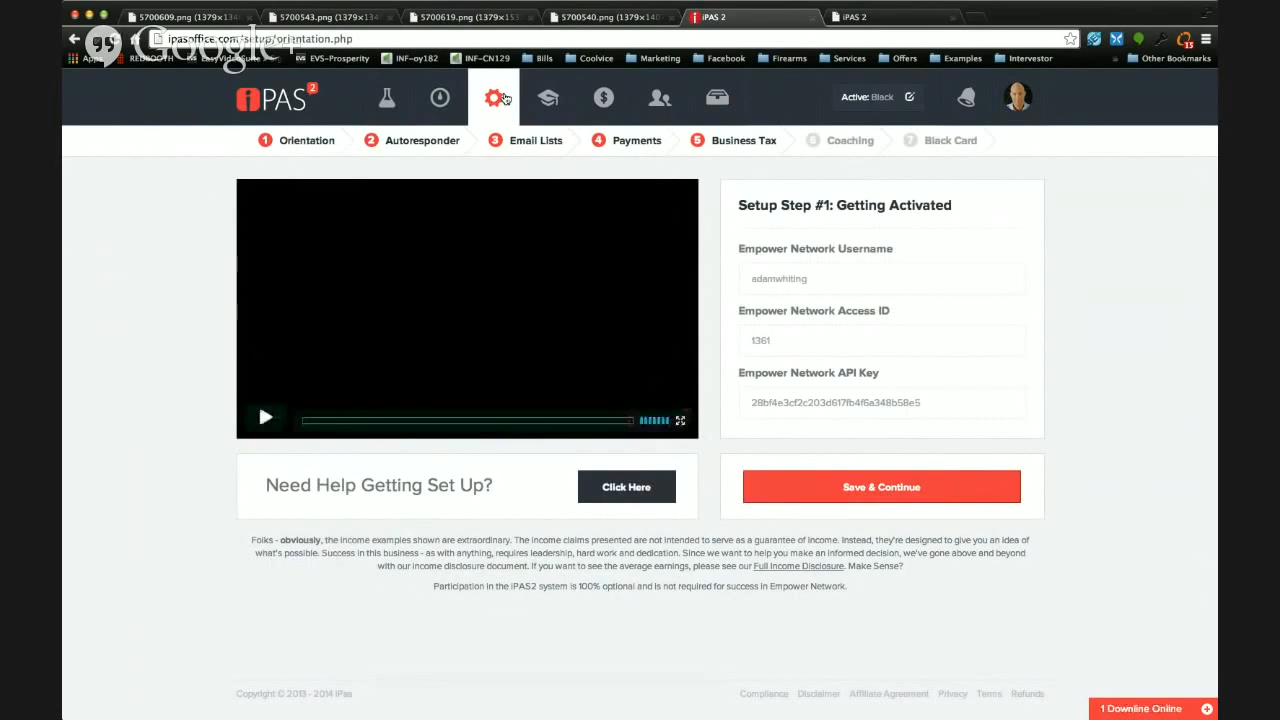 5700609.png (1379×134
5700543.png (1379×134
5700619.png (1379×153
5700540.png (1379×140
iPAS 2
iPAS 2
Google+
ipasoffice.com/setup/orientation.php
Apps
REDBOOTH
EasyVideoSuite
EVS-Prosperity
INF-oy182
INF-CN129
Bills
Coolvice
Marketing
Facebook
Firearms
Services
Offers
Examples
Intervestor
»
Other Bookmarks
15
iPAS 2
Active: Black
1 Orientation
2 Autoresponder
3 Email Lists
4 Payments
5 Business Tax
6 Coaching
7 Black Card
Setup Step #1: Getting Activated
Empower Network Username
adamwhiting
Empower Network Access ID
1361
Empower Network API Key
28bf4e3cf2c203d617fb4f6a348b58e5
Need Help Getting Set Up?
Click Here
Save & Continue
Folks - obviously, the income examples shown are extraordinary. The income claims presented are not intended to serve as a guarantee of income. Instead, they're designed to give you an idea of
what's possible. Success in this business - as with anything, requires leadership, hard work and dedication. Since we want to help you make an informed decision, we've gone above and beyond
with our income disclosure document. If you want to see the average earnings, please see our Full Income Disclosure. Make Sense?
Participation in the iPAS2 system is 100% optional and is not required for success in Empower Network.
Copyright © 2013 - 2014 iPas
Compliance
Disclaimer
Affiliate Agreement
Privacy
Terms
Refunds
1 Downline Online